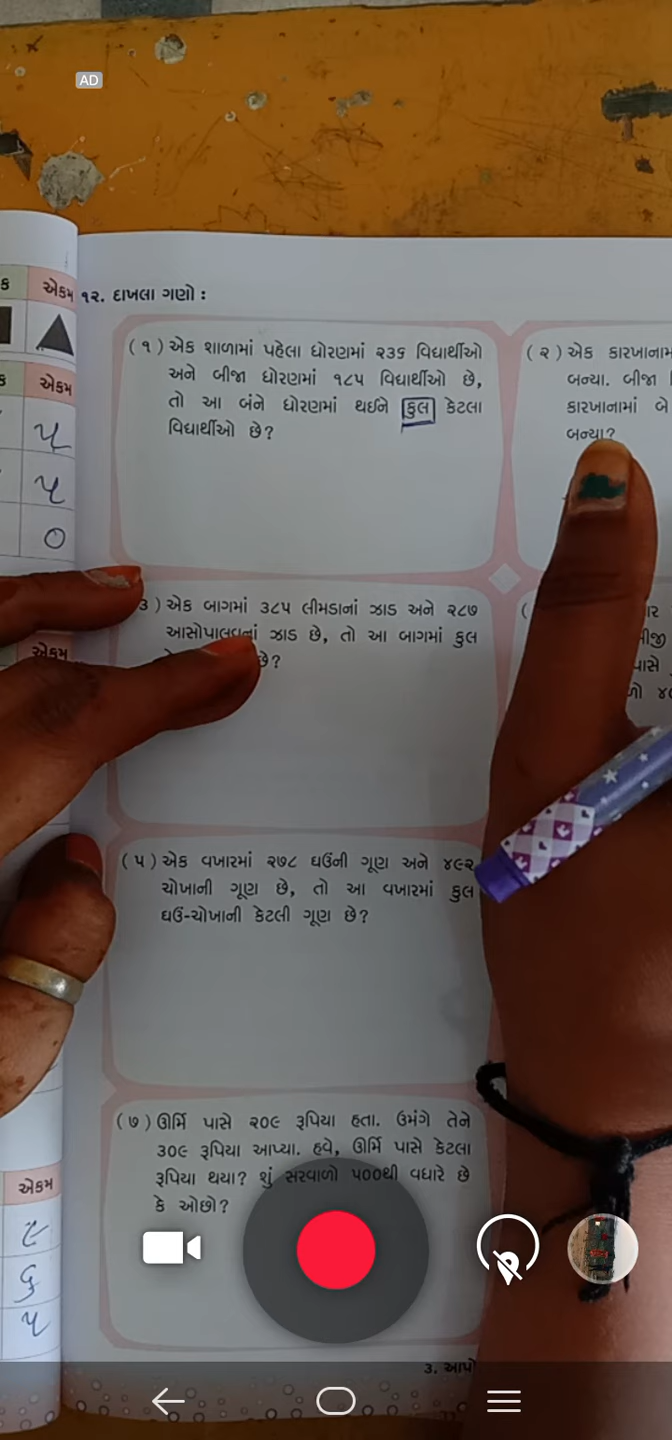 AD
એકમ
૧૨. દાખલા ગણો :
એકમ
૫
૫
૦
(૧) એક શાળામાં પહેલા ધોરણમાં ૨૩૬ વિદ્યાર્થીઓ
અને બીજા ધોરણમાં ૧૮૫ વિદ્યાર્થીઓ છે,
તો આ બંને ધોરણમાં થઈને કુલ કેટલા
વિદ્યાર્થીઓ છે?
(૨) એક કારખાનામ
બન્યા. બીજા
કારખાનામાં બે
બન્યા?
એકમ
૩) એક બાગમાં ૩૮૫ લીમડાનાં ઝાડ અને ૨૮૭
આસોપાલવનાં ઝાડ છે, તો આ બાગમાં કુલ
છે?
(૫) એક વખારમાં ૨૭૮ ઘઉંની ગૂણ અને ૪૯૨
ચોખાની ગૂણ છે, તો આ વખારમાં કુલ
ઘઉં-ચોખાની કેટલી ગૂણ છે?
(૭) ઊર્મિ પાસે ૨૦૯ રૂપિયા હતા. ઉમંગે તેને
૩૦૯ રૂપિયા આપ્યા. હવે, ઊર્મિ પાસે કેટલા
રૂપિયા થયા? શું સરવાળો ૫૦૦થી વધારે છે
કે ઓછો?
એકમ
૯
૬
૫